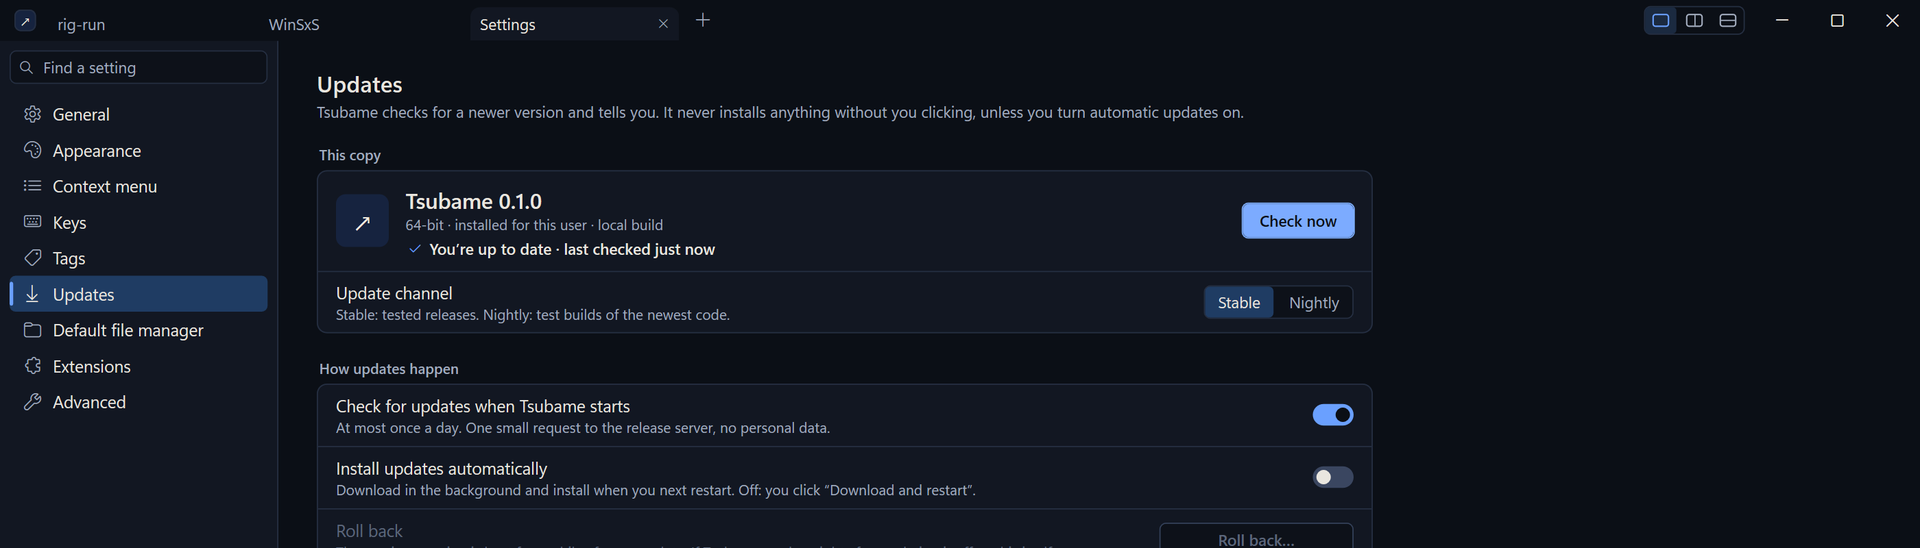 rig-run
WinSxS
Settings
Find a setting
General
Appearance
Context menu
Keys
Tags
Updates
Default file manager
Extensions
Advanced
Updates
Tsubame checks for a newer version and tells you. It never installs anything without you clicking, unless you turn automatic updates on.
This copy
Tsubame 0.1.0
64-bit · installed for this user · local build
You’re up to date · last checked just now
Check now
Update channel
Stable: tested releases. Nightly: test builds of the newest code.
Stable
Nightly
How updates happen
Check for updates when Tsubame starts
At most once a day. One small request to the release server, no personal data.
Install updates automatically
Download in the background and install when you next restart. Off: you click “Download and restart”.
Roll back
Roll back...